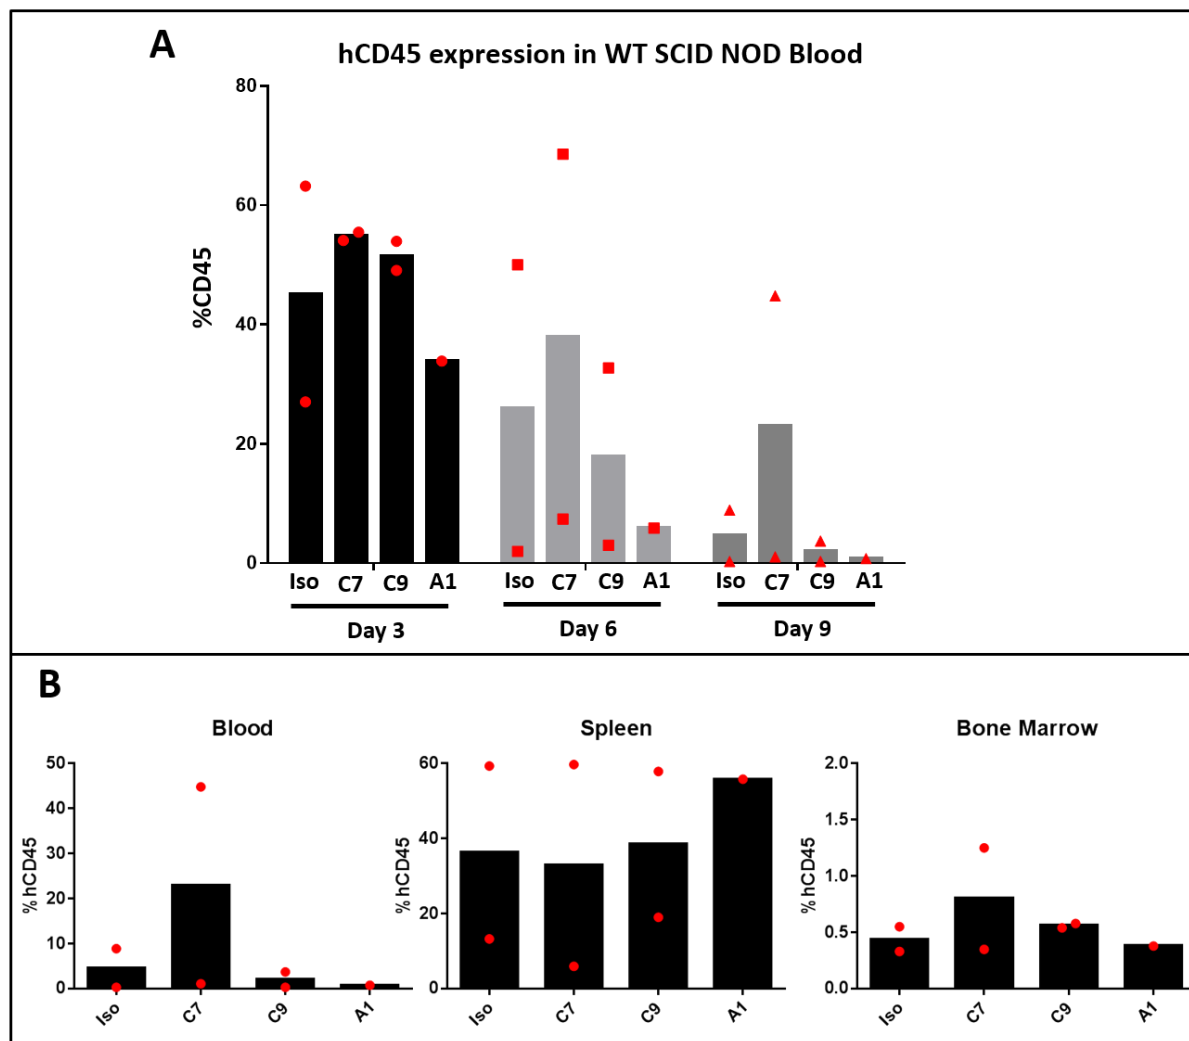 A
hCD45 expression in WT SCID NOD Blood
80
60
40
20
0
%CD45
Iso C7 C9 A1 Iso C7 C9 A1 Iso C7 C9 A1
Day 3 Day 6 Day 9
B
Blood
50
40
30
20
10
0
% hCD45
Iso C7 C9 A1
Spleen
60
40
20
0
% hCD45
Iso C7 C9 A1
Bone Marrow
2.0
1.5
1.0
0.5
0.0
% hCD45
Iso C7 C9 A1